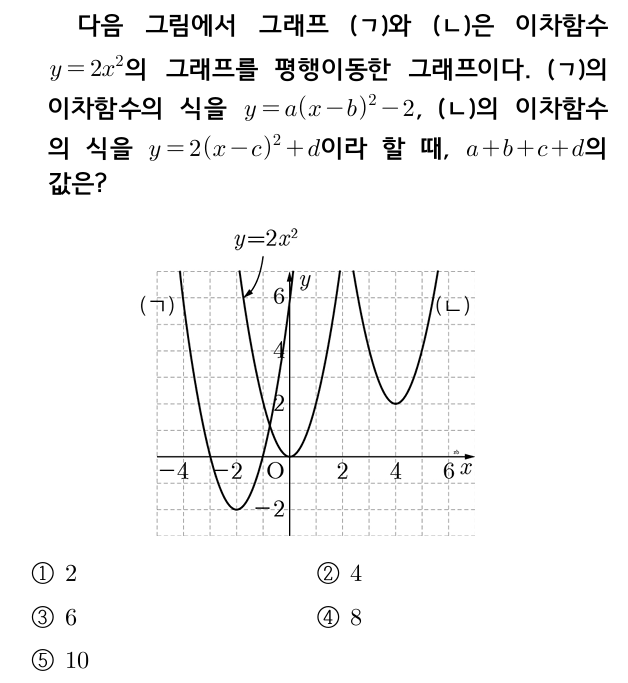 다음 그림에서 그래프 (ㄱ)와 (ㄴ)은 이차함수
y=2x²의 그래프를 평행이동한 그래프이다. (ㄱ)의
이차함수의 식을 y=a(x-b)²-2, (ㄴ)의 이차함수
의 식을 y=2(x-c)²+d이라 할 때, a+b+c+d의
값은?
y=2x²
y
(ㄱ)
6
(ㄴ)
4
2
-4
-2
O
2
4
6
x
-2
① 2
② 4
③ 6
④ 8
⑤ 10